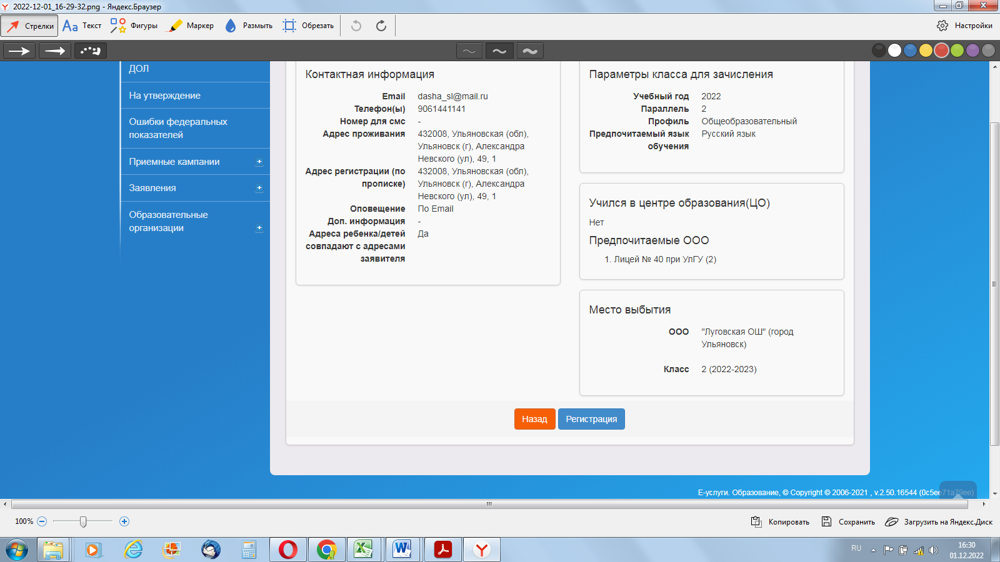 2022-12-01_16-29-32.png - Яндекс.Браузер
Стрелки Текст Фигуры Маркер Размыть Обрезать Настройки
ДОЛ
На утверждение
Ошибки федеральных
показателей
Приемные кампании
Заявления
Образовательные
организации
Контактная информация
Email dasha_sl@mail.ru
Телефон(ы) 9061441141
Номер для смс -
Адрес проживания 432008, Ульяновская (обл),
Ульяновск (г), Александра
Невского (ул), 49, 1
Адрес регистрации (по 432008, Ульяновская (обл),
прописке) Ульяновск (г), Александра
Невского (ул), 49, 1
Оповещение По Email
Доп. информация -
Адреса ребенка/детей Да
совпадают с адресами
заявителя
Параметры класса для зачисления
Учебный год 2022
Параллель 2
Профиль Общеобразовательный
Предпочитаемый язык Русский язык
обучения
Учился в центре образования(ЦО)
Нет
Предпочитаемые ООО
1. Лицей № 40 при УлГУ (2)
Место выбытия
ООО "Луговская ОШ" (город
Ульяновск)
Класс 2 (2022-2023)
Назад Регистрация
Е-услуги. Образование, © Copyright © 2006-2021 , v.2.50.16544 (0c5ee71a79ee)
100% Копировать Сохранить Загрузить на Яндекс.Диск
RU 16:30
01.12.2022